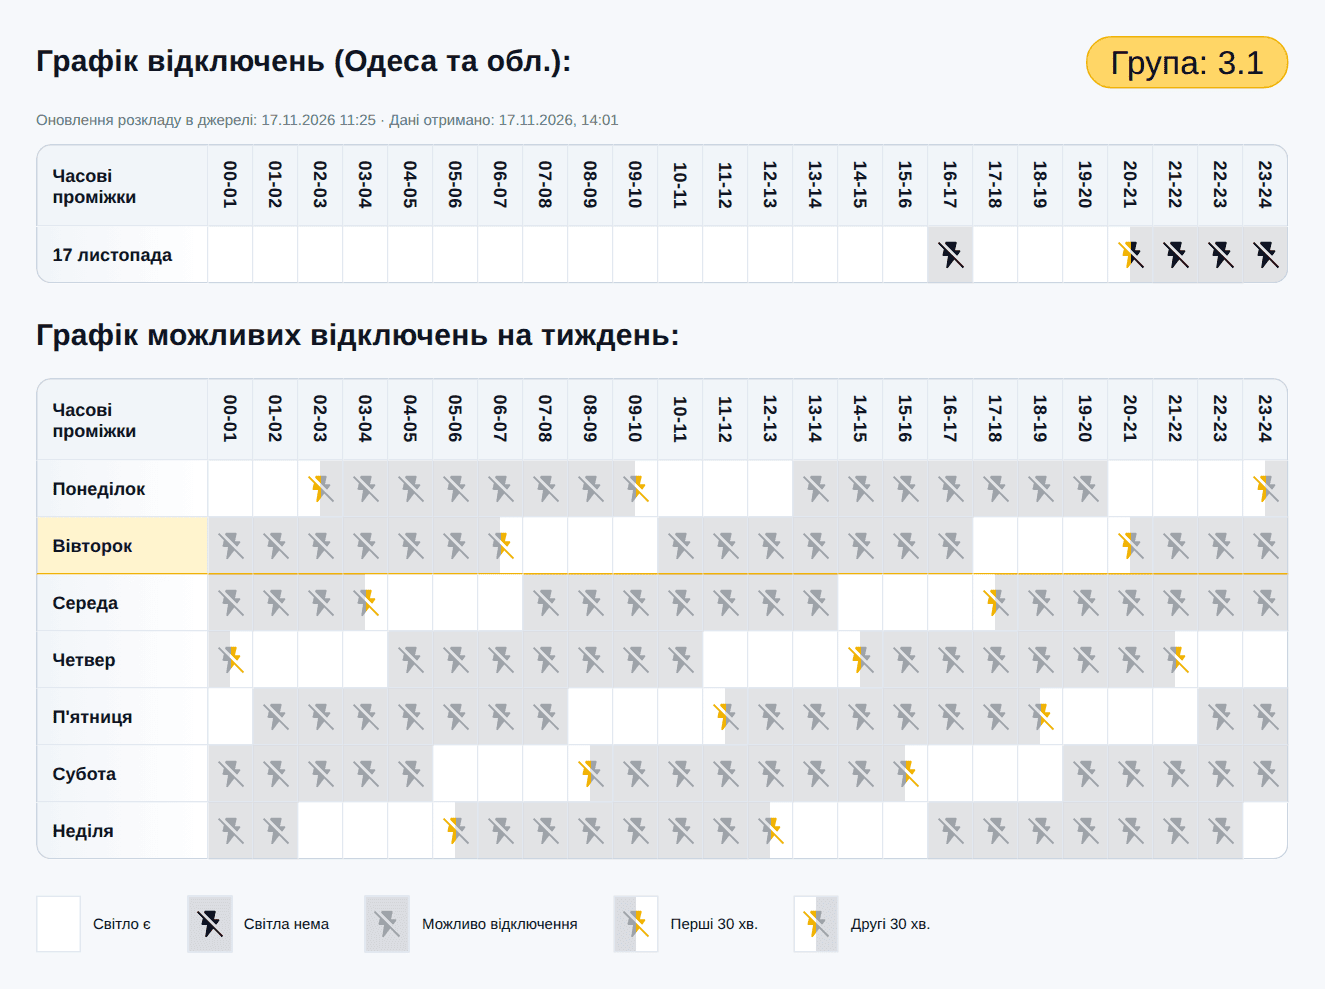 Графік відключень (Одеса та обл.):
Група: 3.1
Оновлення розкладу в джерелі: 17.11.2026 11:25 · Дані отримано: 17.11.2026, 14:01
Часові проміжки 00-01 01-02 02-03 03-04 04-05 05-06 06-07 07-08 08-09 09-10 10-11 11-12 12-13 13-14 14-15 15-16 16-17 17-18 18-19 19-20 20-21 21-22 22-23 23-24
17 листопада
Графік можливих відключень на тиждень:
Часові проміжки 00-01 01-02 02-03 03-04 04-05 05-06 06-07 07-08 08-09 09-10 10-11 11-12 12-13 13-14 14-15 15-16 16-17 17-18 18-19 19-20 20-21 21-22 22-23 23-24
Понеділок
Вівторок
Середа
Четвер
П'ятниця
Субота
Неділя
Світло є Світла нема Можливо відключення Перші 30 хв. Другі 30 хв.